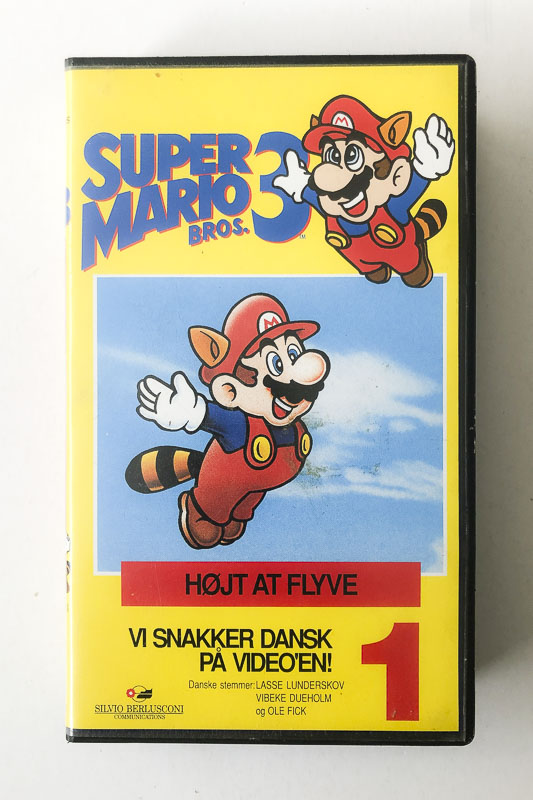 SUPER
MARIO
BROS. 3
TM
M
M
HØJT AT FLYVE
VI SNAKKER DANSK
PÅ VIDEO'EN!
1
Danske stemmer: LASSE LUNDERSKOV
VIBEKE DUEHOLM
og OLE FICK
SILVIO BERLUSCONI
COMMUNICATIONS